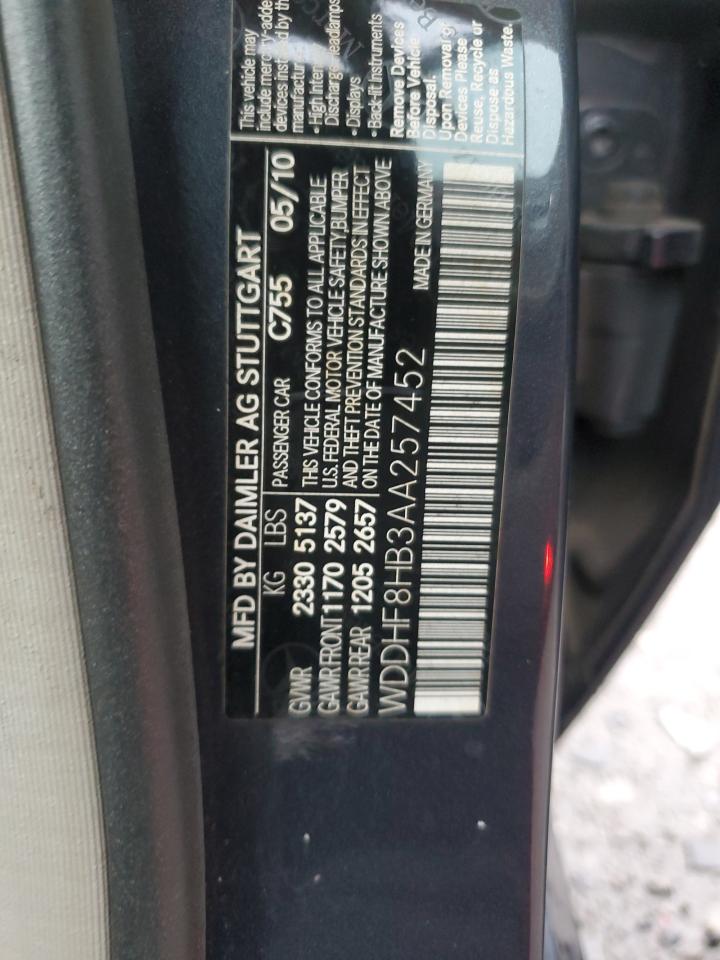 MFD BY DAIMLER AG STUTTGART
KG LBS
GVWR 2330 5137
GAWR FRONT 1170 2579
GAWR REAR 1205 2657
PASSENGER CAR C755 05/10
THIS VEHICLE CONFORMS TO ALL APPLICABLE
U.S. FEDERAL MOTOR VEHICLE SAFETY,BUMPER
AND THEFT PREVENTION STANDARDS IN EFFECT
ON THE DATE OF MANUFACTURE SHOWN ABOVE
WDDHF8HB3AA257452
MADE IN GERMANY
This vehicle may
include mercury-added
devices installed by the
manufacturer:
• High Intensity
Discharge Headlamps
• Displays
• Back-lit Instruments
Remove Devices
Before Vehicle
Disposal.
Upon Removal of
Devices Please
Reuse, Recycle or
Dispose as
Hazardous Waste.